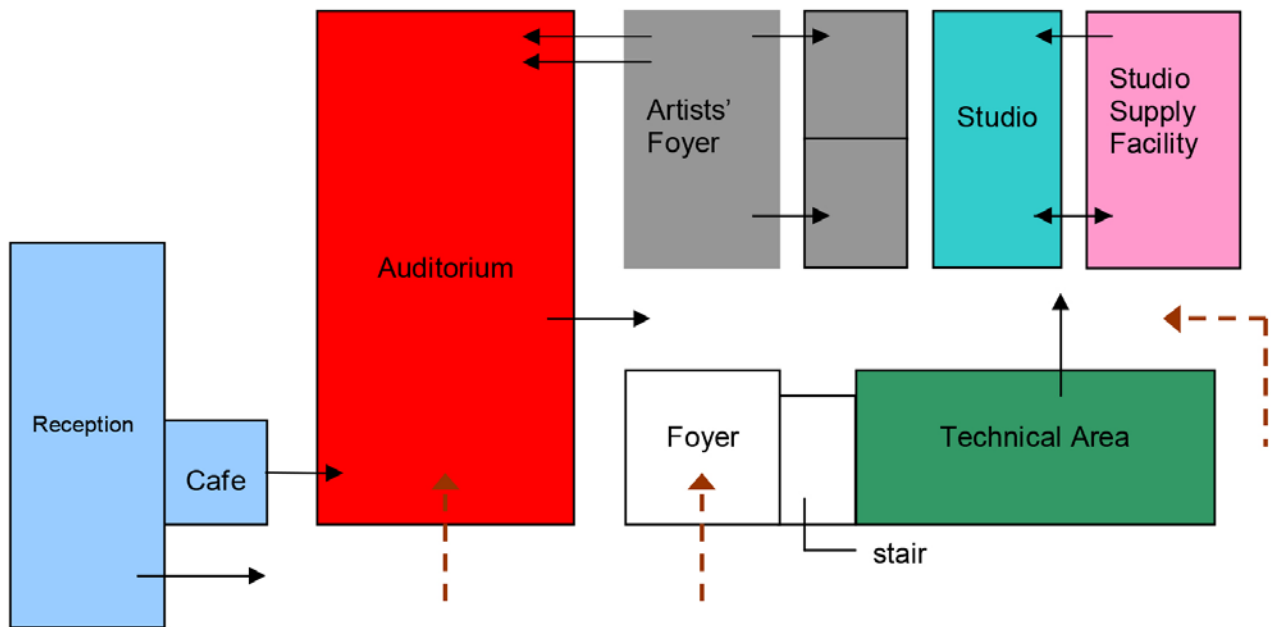 Artists'
Foyer
Studio
Studio
Supply
Facility
Auditorium
Reception
Cafe
Foyer
Technical Area
stair